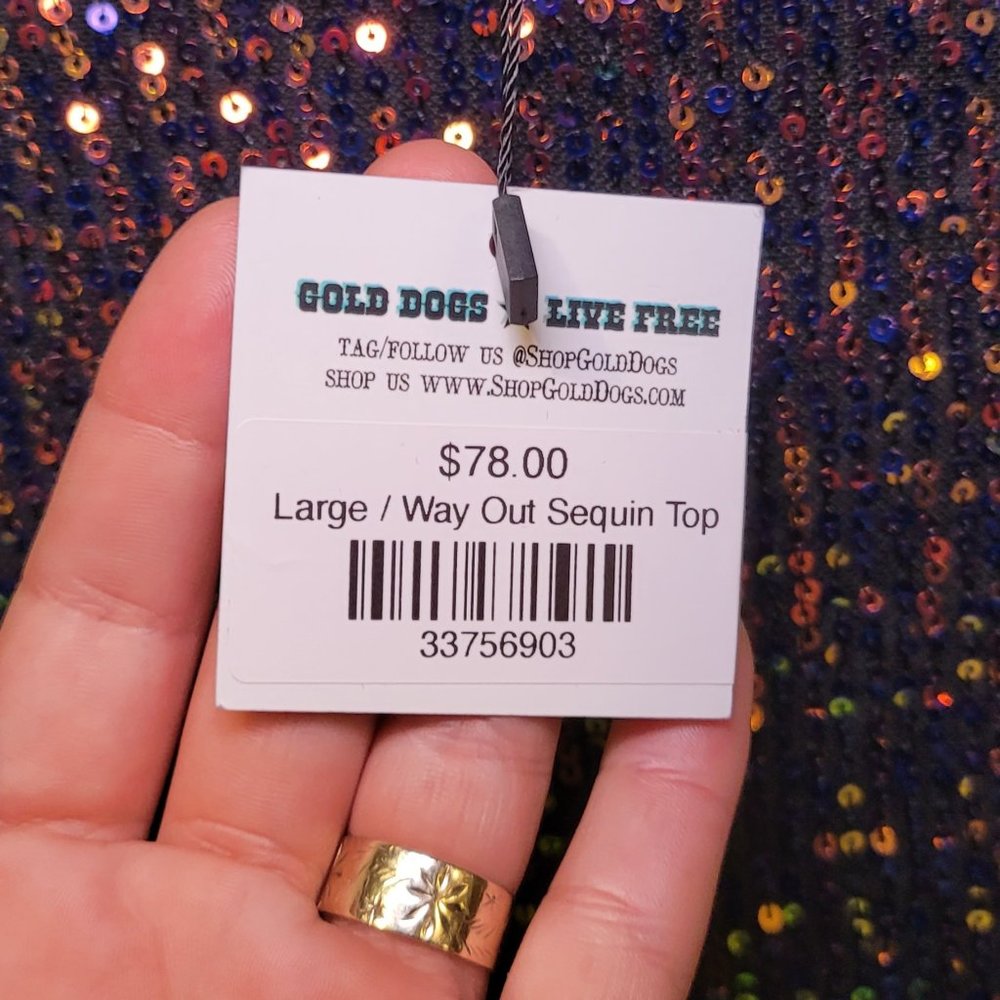 GOLD DOGS ★ LIVE FREE
TAG/FOLLOW US @SHOPGOLDDOGS
SHOP US WWW.SHOPGOLDDOGS.COM
$78.00
Large / Way Out Sequin Top
33756903